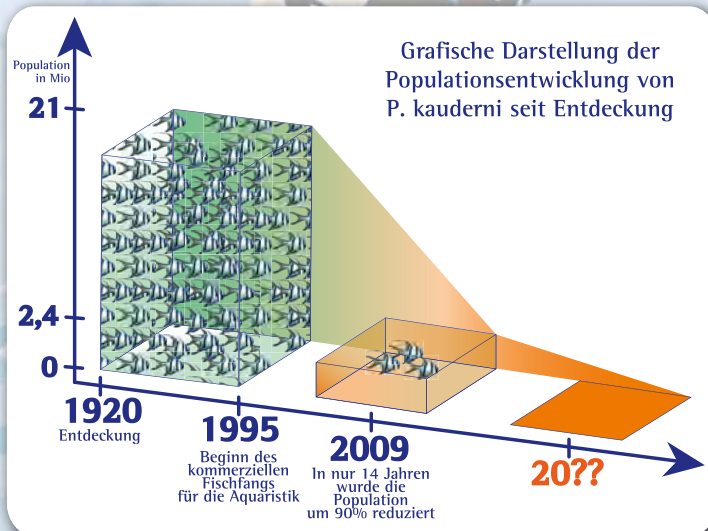 Grafische Darstellung der
Populationsentwicklung von
P. kauderni seit Entdeckung
Population
in Mio
21
2,4
0
1920
Entdeckung
1995
Beginn des
kommerziellen
Fischfangs
für die Aquaristik
2009
In nur 14 Jahren
wurde die
Population
um 90% reduziert
20??